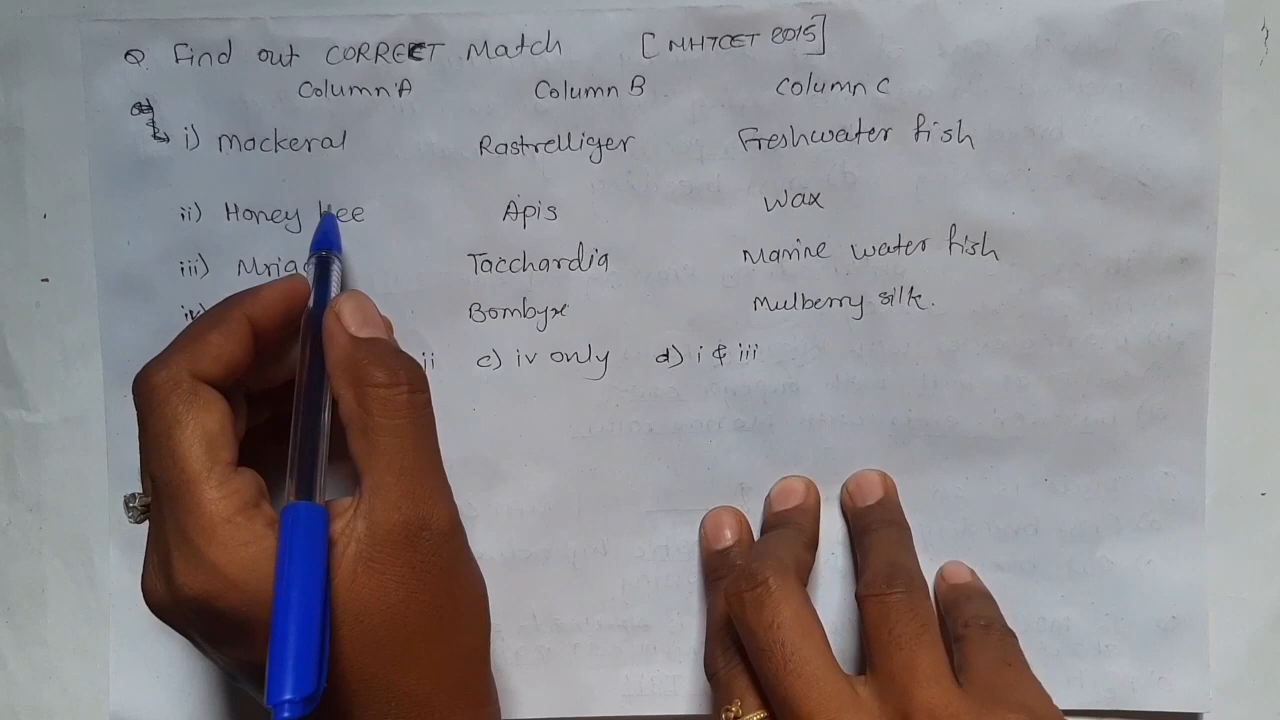 Q. Find out CORRECT Match [MHTCET 2015]
Column A Column B Column C
i) Mackeral Rastrelliger Freshwater fish
ii) Honey bee Apis Wax
iii) Tacchardia Marine water fish
Bombyx Mulberry silk.
ii c) iv only d) i & iii